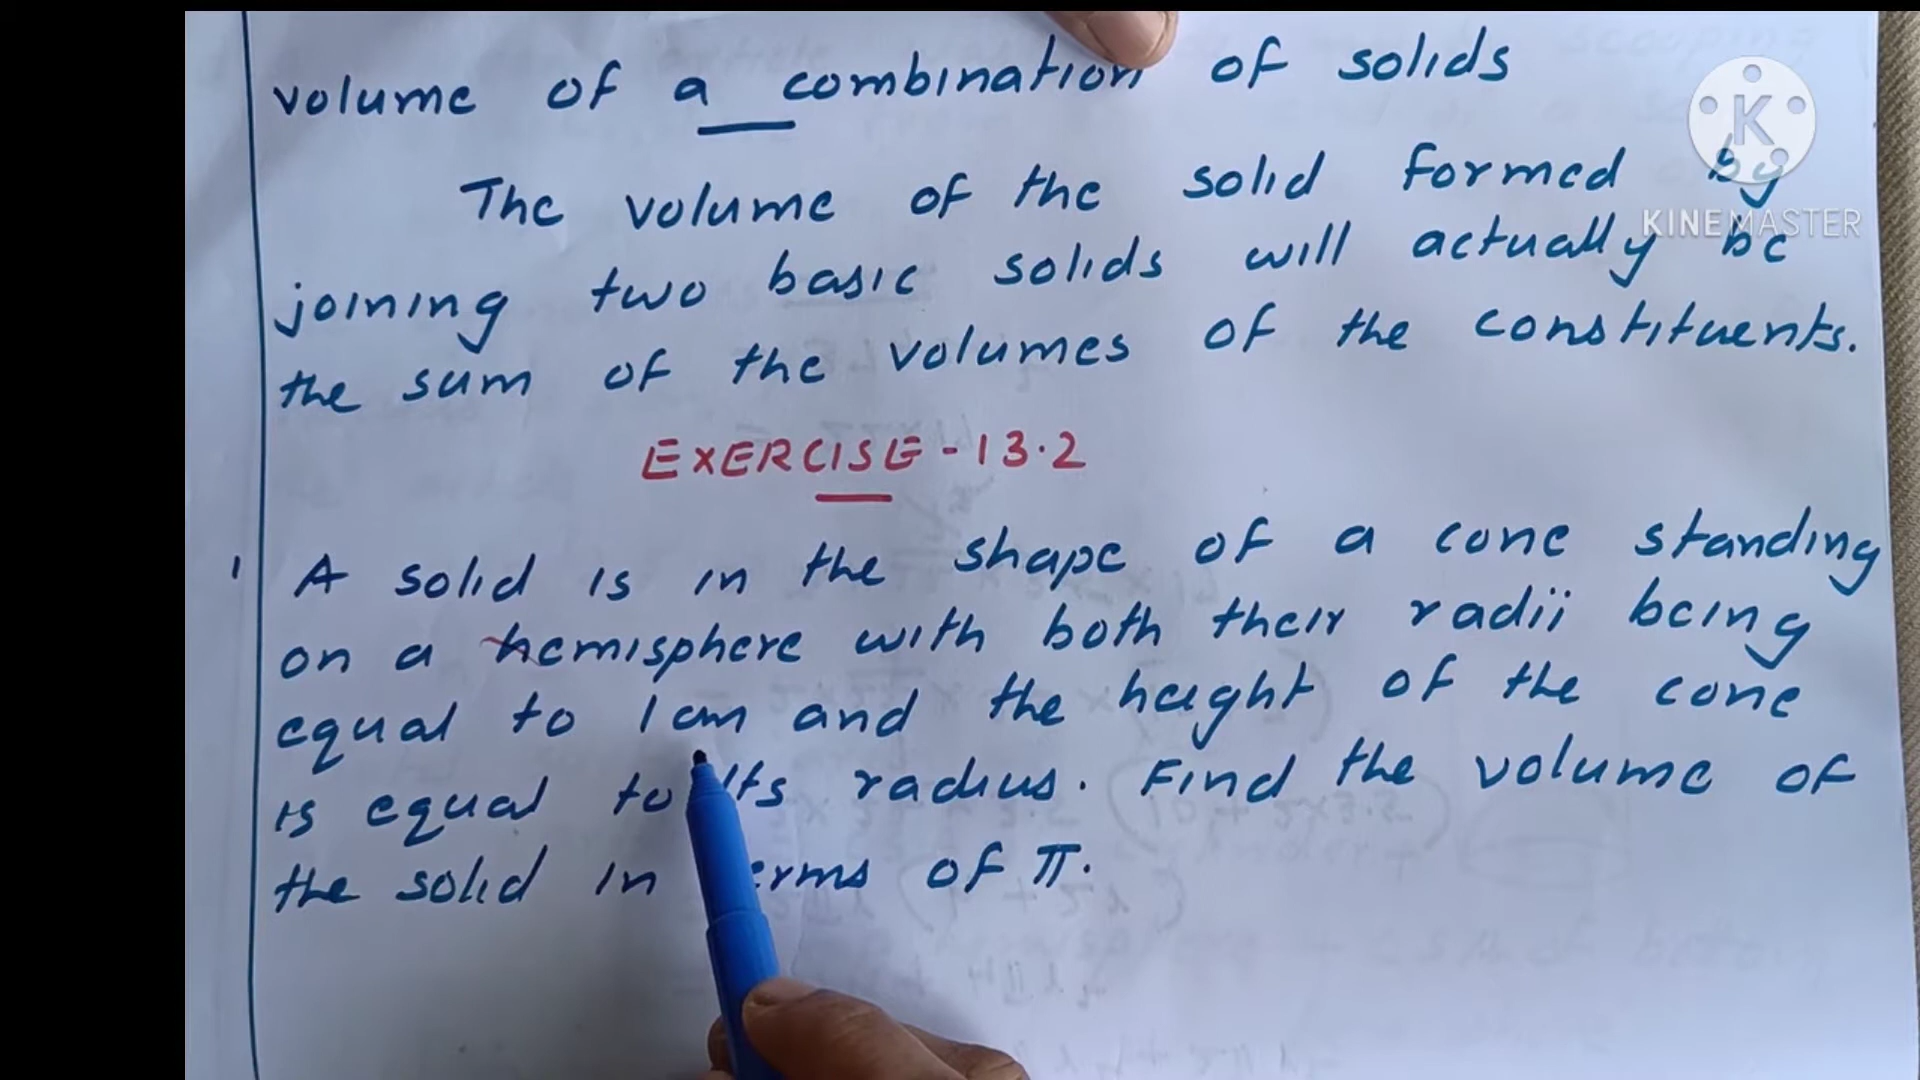 volume of a combination of solids
The volume of the solid formed by
KINEMASTER
joining two basic solids will actually be
the sum of the volumes of the constituents.
EXERCISE - 13.2
1 A solid is in the shape of a cone standing
on a hemisphere with both their radii being
equal to 1 cm and the height of the cone
is equal to its radius. Find the volume of
the solid in erms of π.